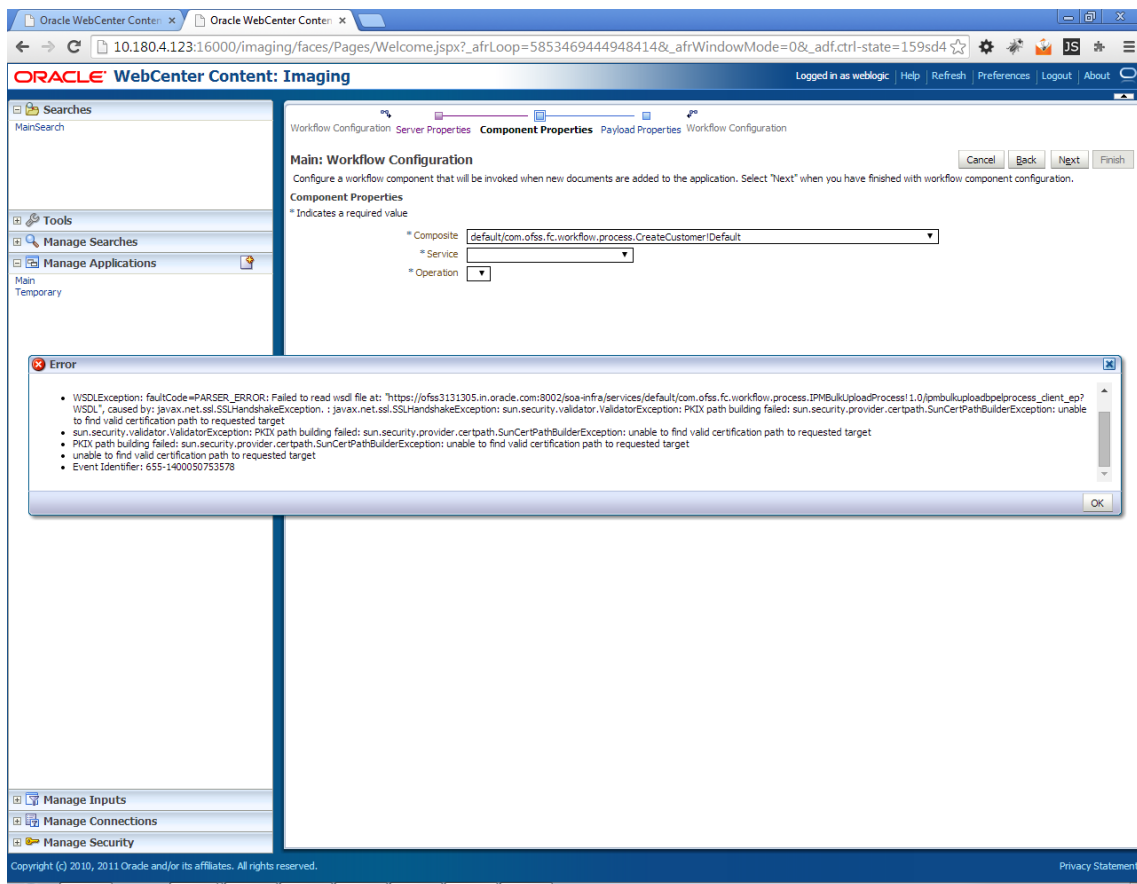 Oracle WebCenter Conten ×
Oracle WebCenter Conten ×
10.180.4.123:16000/imaging/faces/Pages/Welcome.jspx?_afrLoop=5853469444948414&_afrWindowMode=0&_adf.ctrl-state=159sd4
JS
ORACLE WebCenter Content: Imaging
Logged in as weblogic | Help | Refresh | Preferences | Logout | About
Searches
MainSearch
Workflow Configuration Server Properties Component Properties Payload Properties Workflow Configuration
Main: Workflow Configuration
Cancel Back Next Finish
Configure a workflow component that will be invoked when new documents are added to the application. Select "Next" when you have finished with workflow component configuration.
Component Properties
* Indicates a required value
Tools
* Composite default/com.ofss.fc.workflow.process.CreateCustomer!Default
Manage Searches
* Service
Manage Applications
* Operation
Main
Temporary
Error
• WSDLException: faultCode=PARSER_ERROR: Failed to read wsdl file at: "https://ofss3131305.in.oracle.com:8002/soa-infra/services/default/com.ofss.fc.workflow.process.IPMBulkUploadProcess!1.0/ipmbulkuploadbpelprocess_client_ep?
WSDL", caused by: javax.net.ssl.SSLHandshakeException. : javax.net.ssl.SSLHandshakeException: sun.security.validator.ValidatorException: PKIX path building failed: sun.security.provider.certpath.SunCertPathBuilderException: unable
to find valid certification path to requested target
• sun.security.validator.ValidatorException: PKIX path building failed: sun.security.provider.certpath.SunCertPathBuilderException: unable to find valid certification path to requested target
• PKIX path building failed: sun.security.provider.certpath.SunCertPathBuilderException: unable to find valid certification path to requested target
• unable to find valid certification path to requested target
• Event Identifier: 655-1400050753578
OK
Manage Inputs
Manage Connections
Manage Security
Copyright (c) 2010, 2011 Oracle and/or its affiliates. All rights reserved.
Privacy Statement